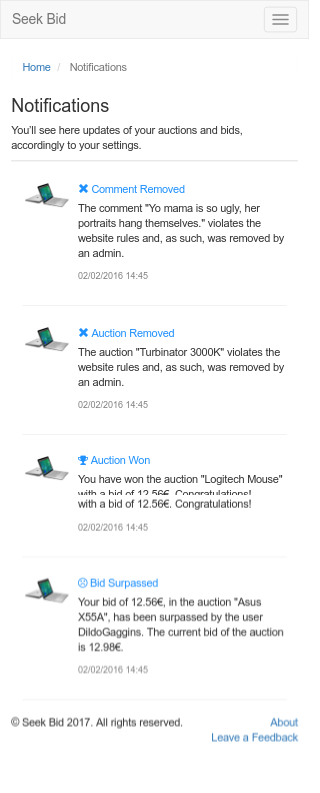 Seek Bid
Home / Notifications
Notifications
You'll see here updates of your auctions and bids,
accordingly to your settings.
Comment Removed
The comment "Yo mama is so ugly, her
portraits hang themselves." violates the
website rules and, as such, was removed by
an admin.
02/02/2016 14:45
Auction Removed
The auction "Turbinator 3000K" violates the
website rules and, as such, was removed by
an admin.
02/02/2016 14:45
Auction Won
You have won the auction "Logitech Mouse"
with a bid of 12.56€. Congratulations!
with a bid of 12.56€. Congratulations!
02/02/2016 14:45
Bid Surpassed
Your bid of 12.56€, in the auction "Asus
X55A", has been surpassed by the user
DildoGaggins. The current bid of the auction
is 12.98€.
02/02/2016 14:45
© Seek Bid 2017. All rights reserved.
About
Leave a Feedback